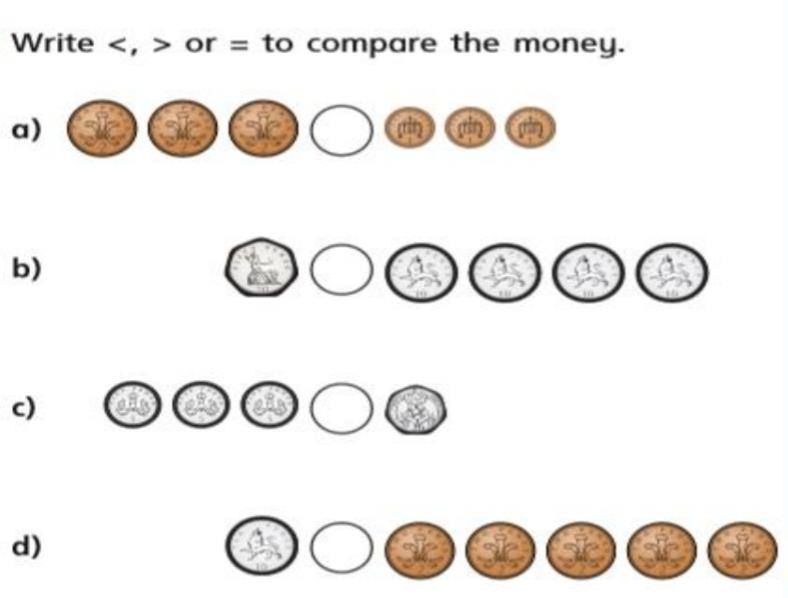 Write <, > or = to compare the money.
a)
b)
c)
d)